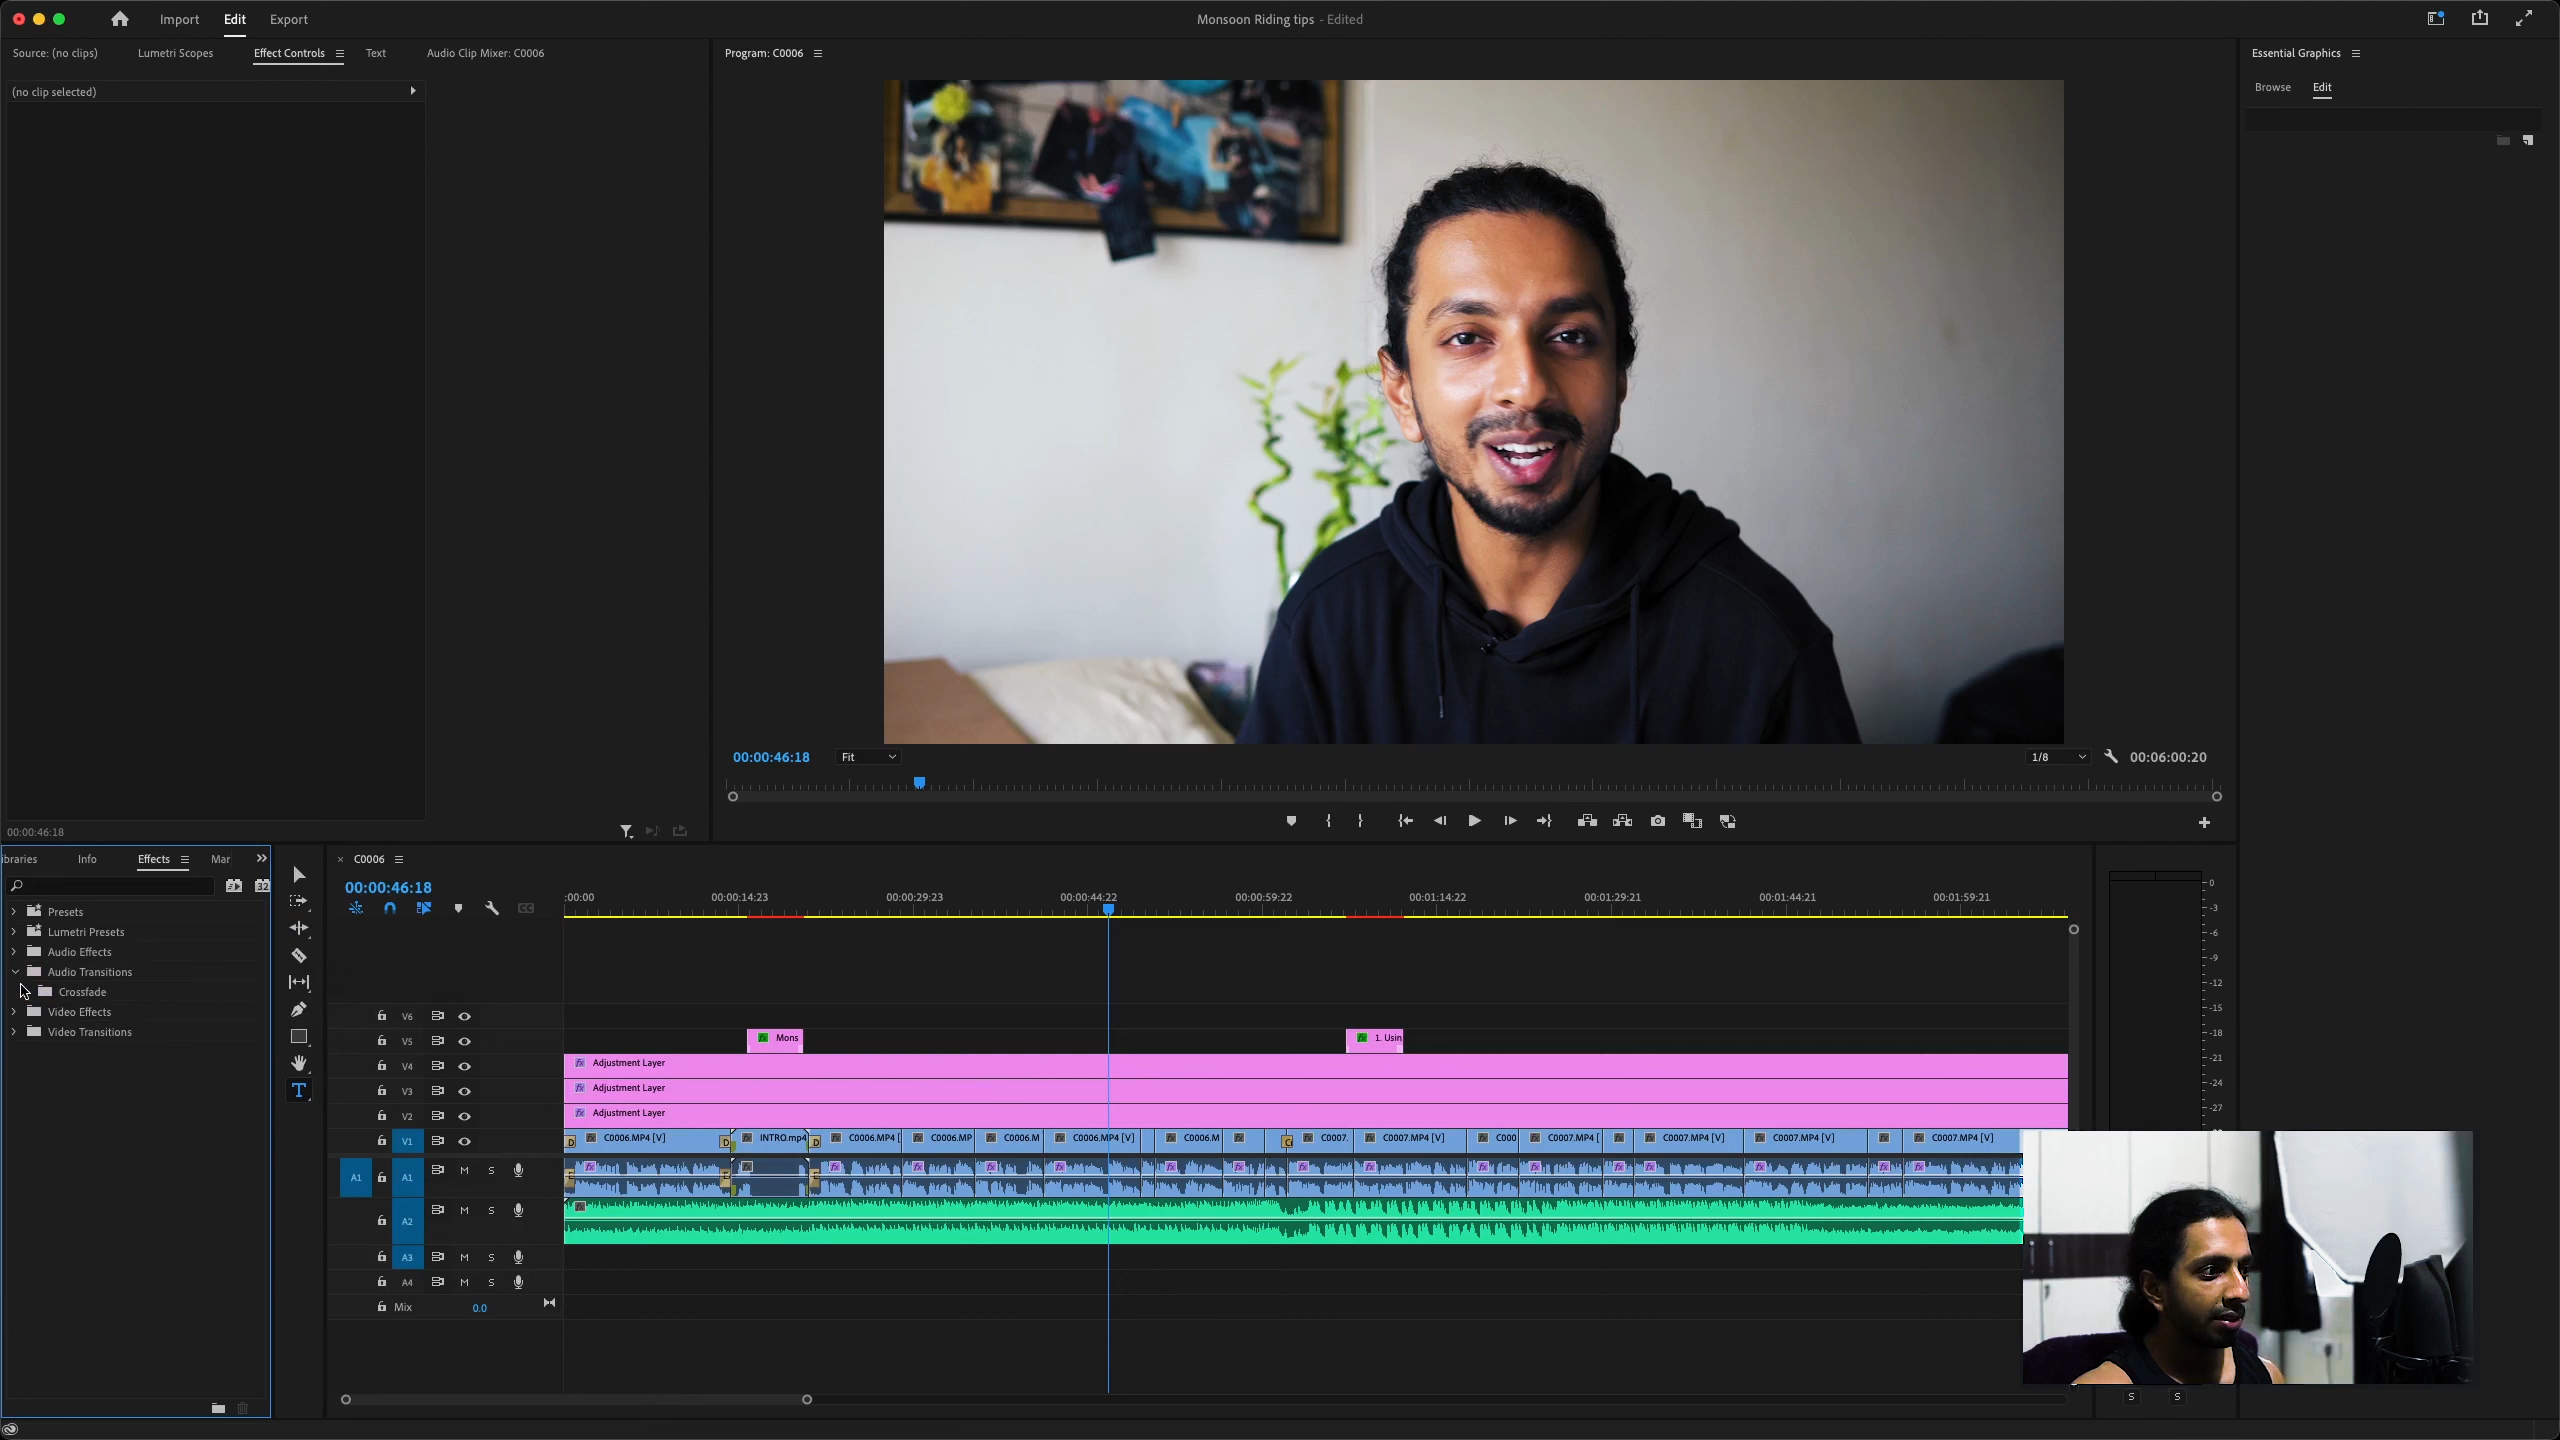 Import Edit Export
Monsoon Riding tips - Edited
Source: (no clips) Lumetri Scopes Effect Controls Text Audio Clip Mixer: C0006
Program: C0006
Essential Graphics
Browse Edit
(no clip selected)
00:00:46:18 Fit 1/8 00:06:00:20
00:00:46:18
ibraries Info Effects Mar
C0006
00:00:46:18
32
:00:00 00:00:14:23 00:00:29:23 00:00:44:22 00:00:59:22 00:01:14:22 00:01:29:21 00:01:44:21 00:01:59:21
Presets
Lumetri Presets
Audio Effects
Audio Transitions
Crossfade
Video Effects
Video Transitions
V6
V5 fx Mons fx 1. Usin
V4 fx Adjustment Layer
V3 fx Adjustment Layer
V2 fx Adjustment Layer
V1 D C0006.MP4 [V] D INTRO.mp4 D C0006.MP4 [ C0006.MP C0006.M C0006.MP4 [V] C0006.M C0007. C0007.MP4 [V] C000 C0007.MP4 [ C0007.MP4 [V] C0007.MP4 [V] C0007.MP4 [V]
A1 A1 M S
A2 M S
A3 M S
A4 M S
Mix 0.0
0
-3
-6
-9
-12
-15
-18
-21
-24
-27
S S